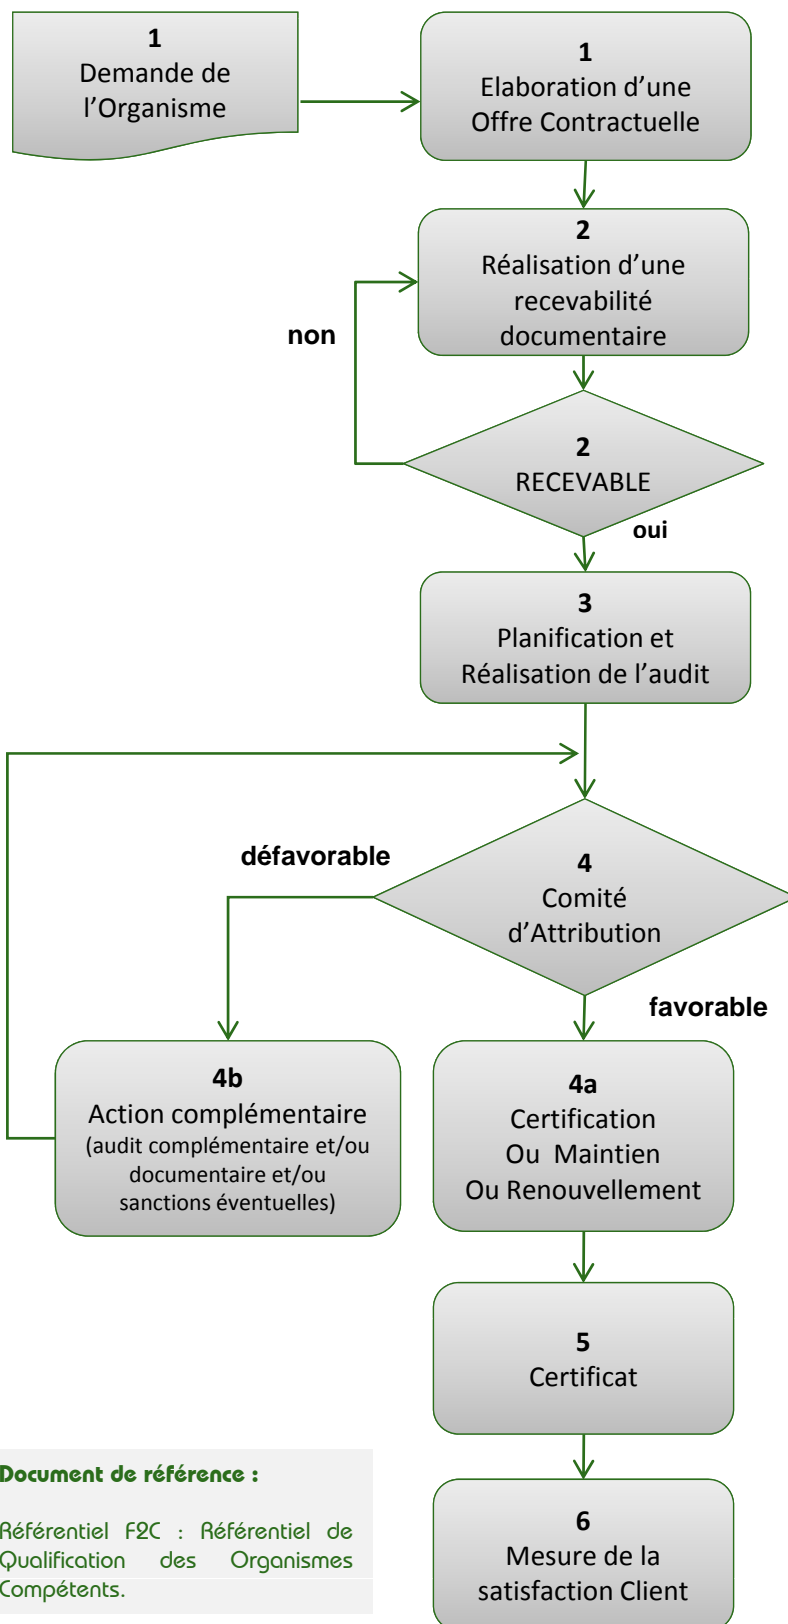 1
Demande de
l’Organisme
1
Elaboration d’une
Offre Contractuelle
2
Réalisation d’une
recevabilité
documentaire
non
2
RECEVABLE
oui
3
Planification et
Réalisation de l’audit
défavorable
4
Comité
d’Attribution
favorable
4b
Action complémentaire
(audit complémentaire et/ou
documentaire et/ou
sanctions éventuelles)
4a
Certification
Ou Maintien
Ou Renouvellement
5
Certificat
Document de référence :
Référentiel F2C : Référentiel de
Qualification des Organismes
Compétents.
6
Mesure de la
satisfaction Client